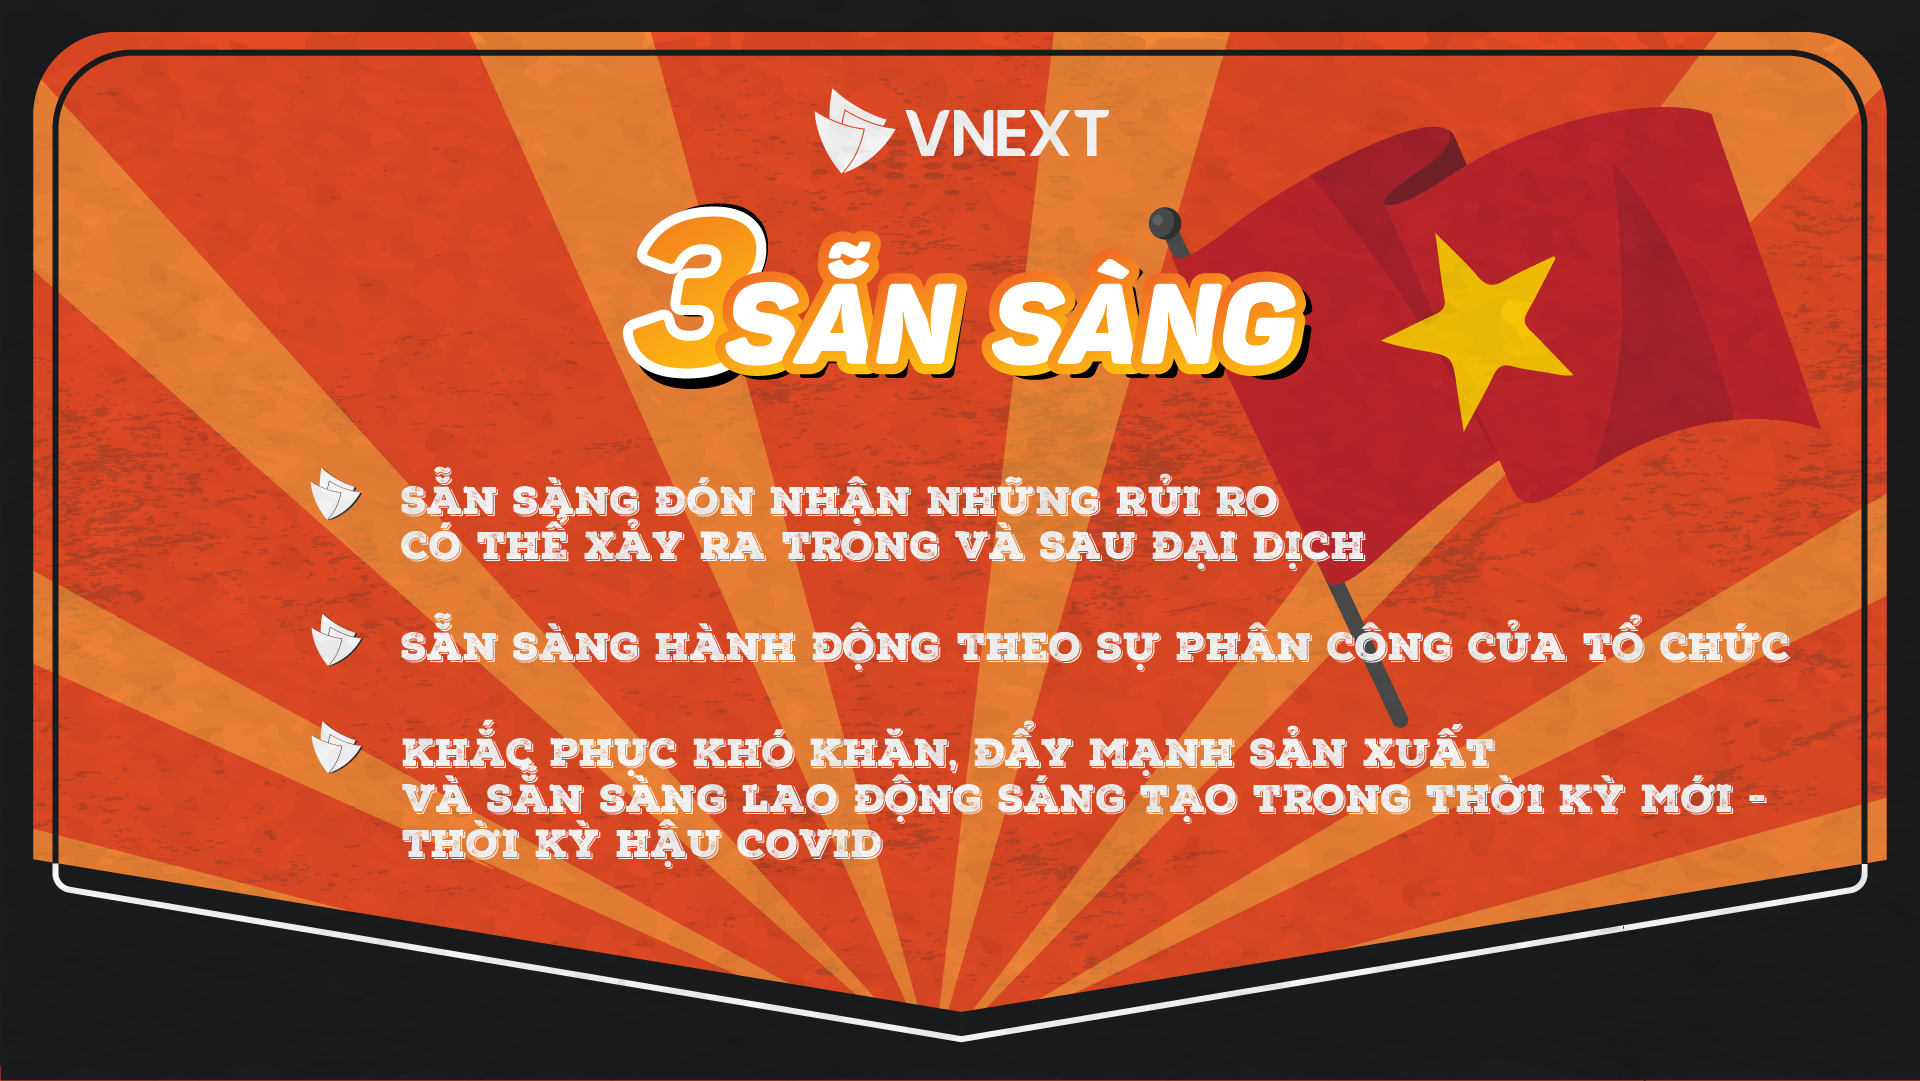 VNEXT
3 SẴN SÀNG
SẴN SÀNG ĐÓN NHẬN NHỮNG RỦI RO
CÓ THỂ XẢY RA TRONG VÀ SAU ĐẠI DỊCH
SẴN SÀNG HÀNH ĐỘNG THEO SỰ PHÂN CÔNG CỦA TỔ CHỨC
KHẮC PHỤC KHÓ KHĂN, ĐẨY MẠNH SẢN XUẤT
VÀ SẴN SÀNG LAO ĐỘNG SÁNG TẠO TRONG THỜI KỲ MỚI -
THỜI KỲ HẬU COVID